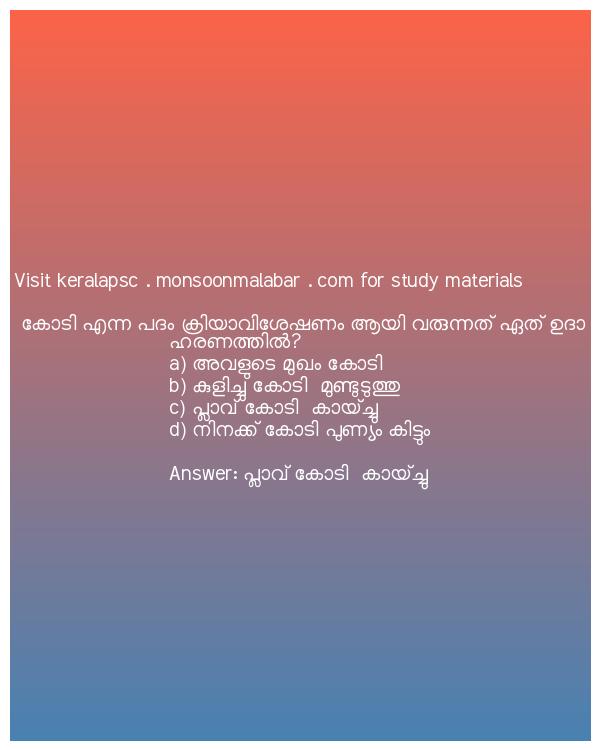 Visit keralapsc . monsoonmalabar . com for study materials
കോടി എന്ന പദം ക്രിയാവിശേഷണം ആയി വരുന്നത് ഏത് ഉദാ
ഹരണത്തിൽ?
a) അവളുടെ മുഖം കോടി
b) കുളിച്ചു കോടി മുണ്ടുടുത്തു
c) പ്ലാവ് കോടി കായ്ച്ചു
d) നിനക്ക് കോടി പുണ്യം കിട്ടും
Answer: പ്ലാവ് കോടി കായ്ച്ചു